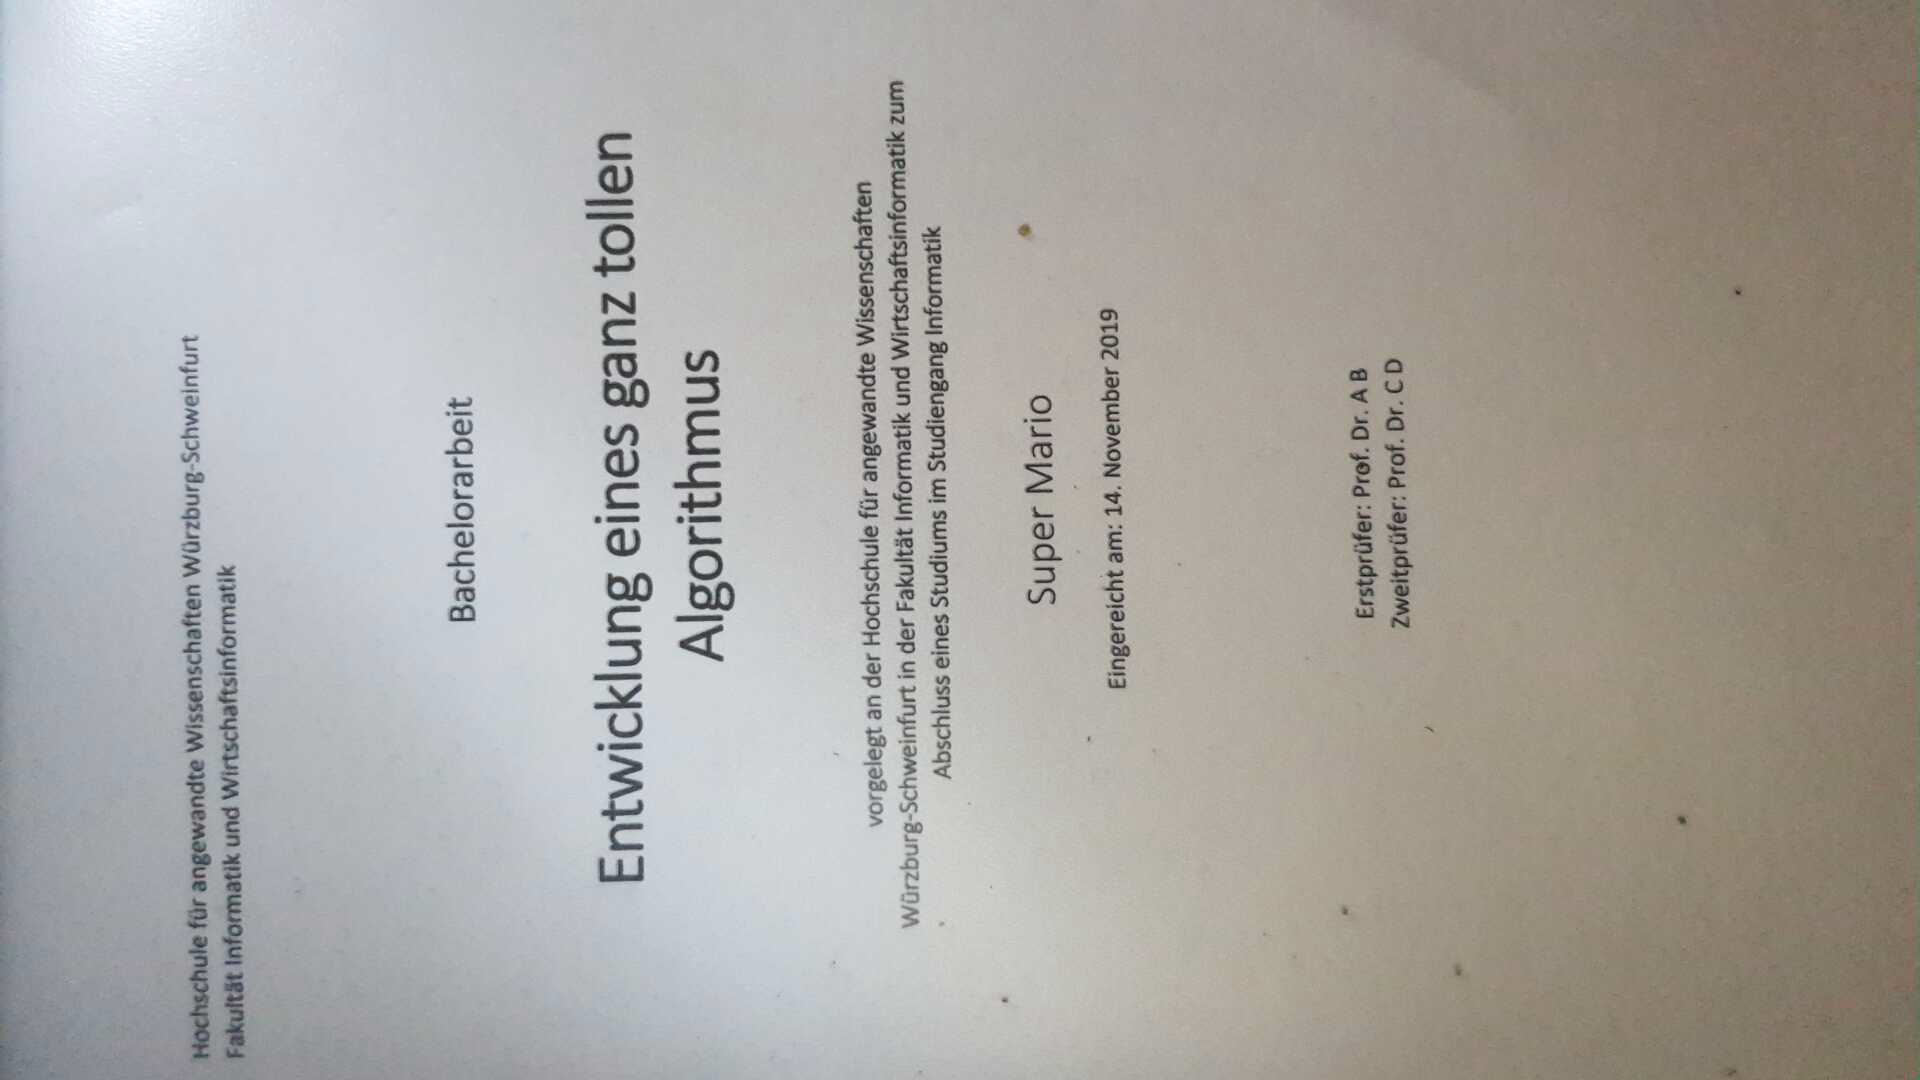 Hochschule für angewandte Wissenschaften Würzburg-Schweinfurt
Fakultät Informatik und Wirtschaftsinformatik
Bachelorarbeit
Entwicklung eines ganz tollen
Algorithmus
vorgelegt an der Hochschule für angewandte Wissenschaften
Würzburg-Schweinfurt in der Fakultät Informatik und Wirtschaftsinformatik zum
Abschluss eines Studiums im Studiengang Informatik
Super Mario
Eingereicht am: 14. November 2019
Erstprüfer: Prof. Dr. A B
Zweitprüfer: Prof. Dr. C D